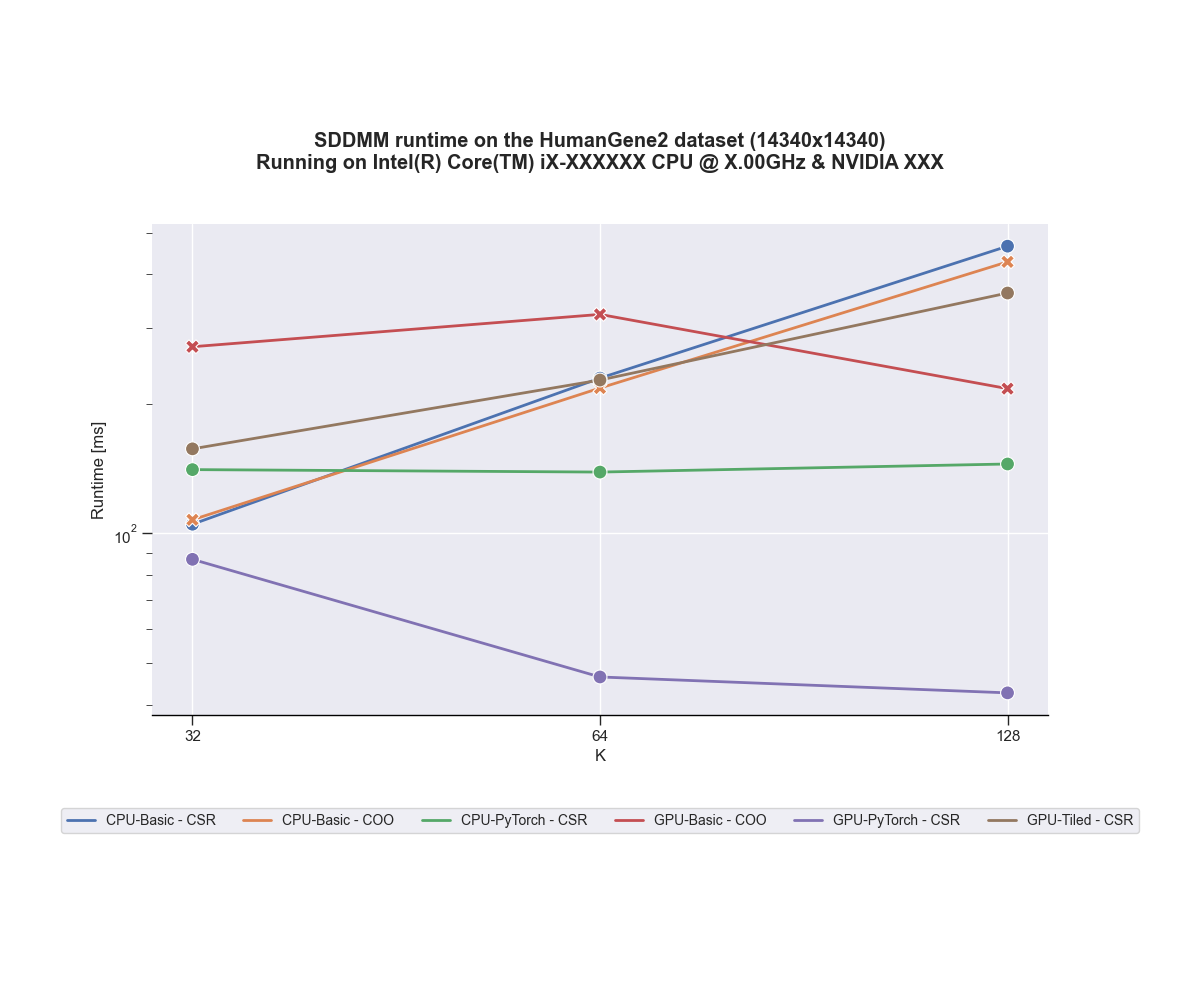 SDDMM runtime on the HumanGene2 dataset (14340x14340)
Running on Intel(R) Core(TM) iX-XXXXXX CPU @ X.00GHz & NVIDIA XXX
Runtime [ms]
10^2
32 64 128
K
CPU-Basic - CSR CPU-Basic - COO CPU-PyTorch - CSR GPU-Basic - COO GPU-PyTorch - CSR GPU-Tiled - CSR